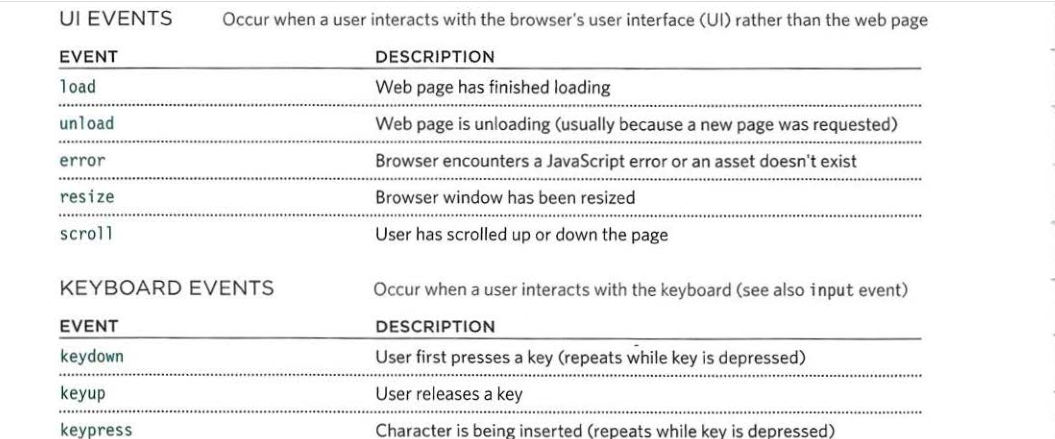 UI EVENTS Occur when a user interacts with the browser's user interface (UI) rather than the web page
EVENT DESCRIPTION
load Web page has finished loading
unload Web page is unloading (usually because a new page was requested)
error Browser encounters a JavaScript error or an asset doesn't exist
resize Browser window has been resized
scroll User has scrolled up or down the page
KEYBOARD EVENTS Occur when a user interacts with the keyboard (see also input event)
EVENT DESCRIPTION
keydown User first presses a key (repeats while key is depressed)
keyup User releases a key
keypress Character is being inserted (repeats while key is depressed)